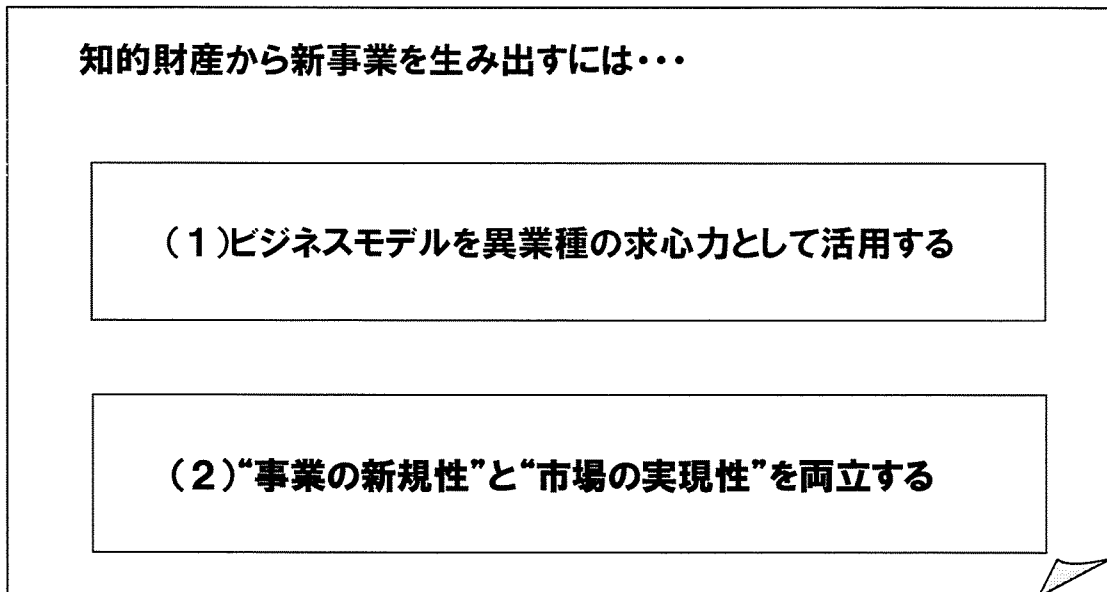 知的財産から新事業を生み出すには・・・
（１）ビジネスモデルを異業種の求心力として活用する
（２）“事業の新規性”と“市場の実現性”を両立する